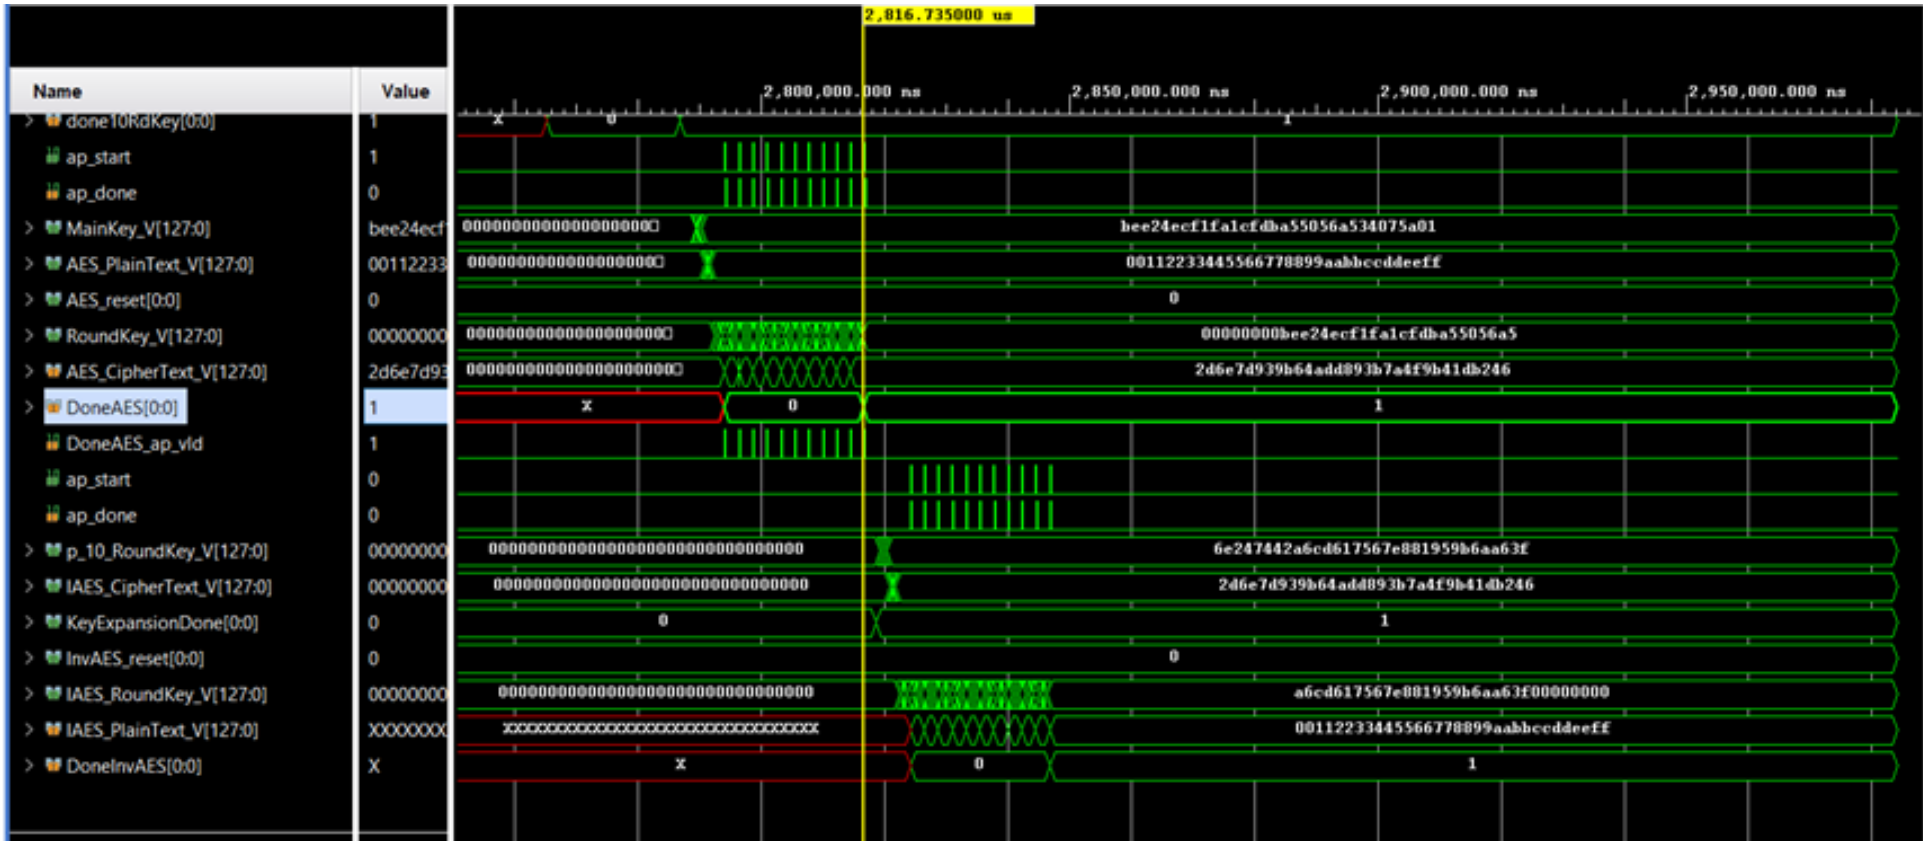 2,816.735000 us
Name Value 2,800,000.000 ns 2,850,000.000 ns 2,900,000.000 ns 2,950,000.000 ns
done10RdKey[0:0] 1 X 0 1
ap_start 1
ap_done 0
MainKey_V[127:0] bee24ecf bee24ecf1fa1cfdba55056a534075a01
AES_PlainText_V[127:0] 00112233 00112233445566778899aabbccddeeff
AES_reset[0:0] 0 0
RoundKey_V[127:0] 00000000 00000000bee24ecf1fa1cfdba55056a5
AES_CipherText_V[127:0] 2d6e7d93 2d6e7d939b64add893b7a4f9b41db246
DoneAES[0:0] 1 X 0 1
DoneAES_ap_vld 1
ap_start 0
ap_done 0
p_10_RoundKey_V[127:0] 00000000 00000000000000000000000000000000 6e247442a6cd617567e881959b6aa63f
IAES_CipherText_V[127:0] 00000000 00000000000000000000000000000000 2d6e7d939b64add893b7a4f9b41db246
KeyExpansionDone[0:0] 0 0 1
InvAES_reset[0:0] 0 0
IAES_RoundKey_V[127:0] 00000000 00000000000000000000000000000000 a6cd617567e881959b6aa63f00000000
IAES_PlainText_V[127:0] XXXXXXX XXXXXXXXXXXXXXXXXXXXXXXXXXXXXXXX 00112233445566778899aabbccddeeff
DoneInvAES[0:0] X X 0 1